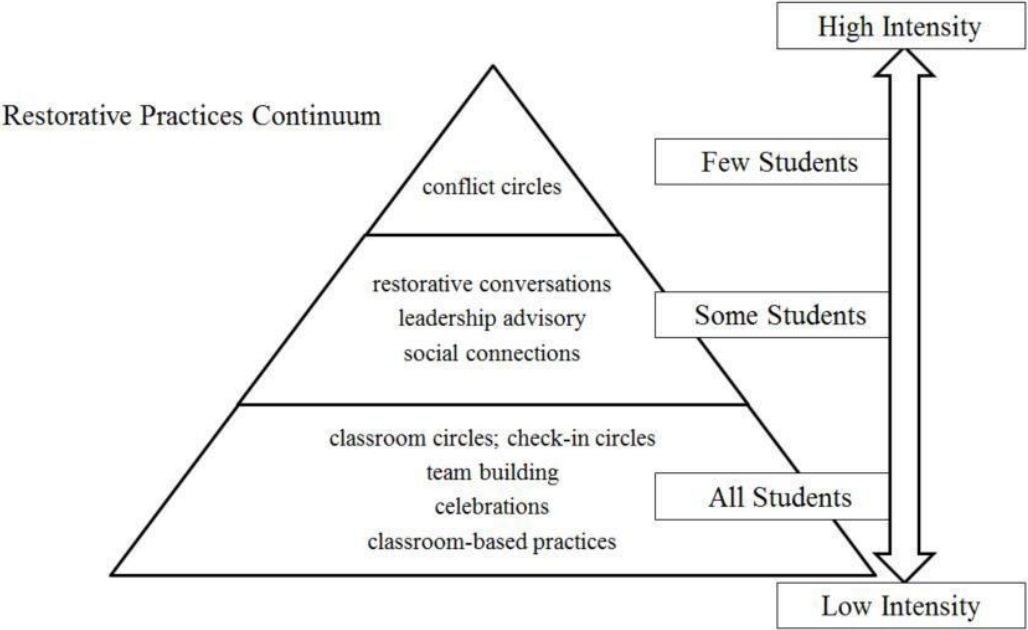 High Intensity
Restorative Practices Continuum
Few Students
conflict circles
restorative conversations
leadership advisory
social connections
Some Students
classroom circles; check-in circles
team building
celebrations
classroom-based practices
All Students
Low Intensity